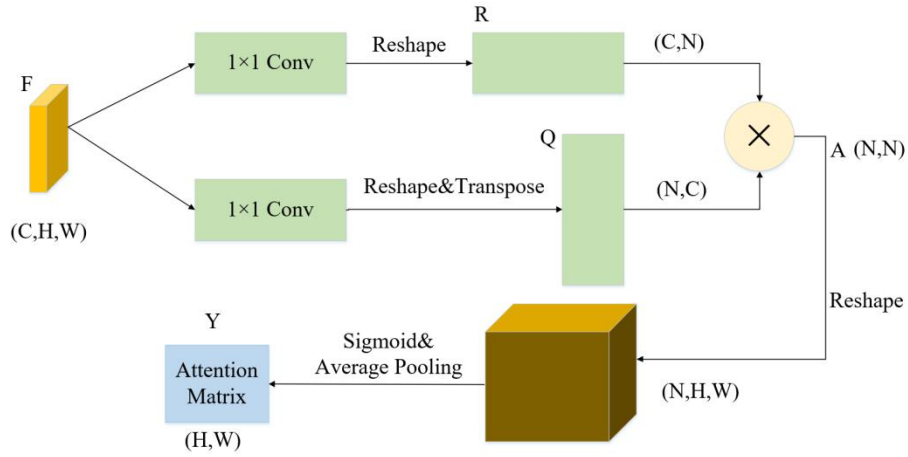 R
Reshape
(C,N)
1×1 Conv
F
Q
A (N,N)
Reshape&Transpose
(N,C)
1×1 Conv
(C,H,W)
Reshape
Y
Sigmoid&
Average Pooling
Attention
Matrix
(N,H,W)
(H,W)